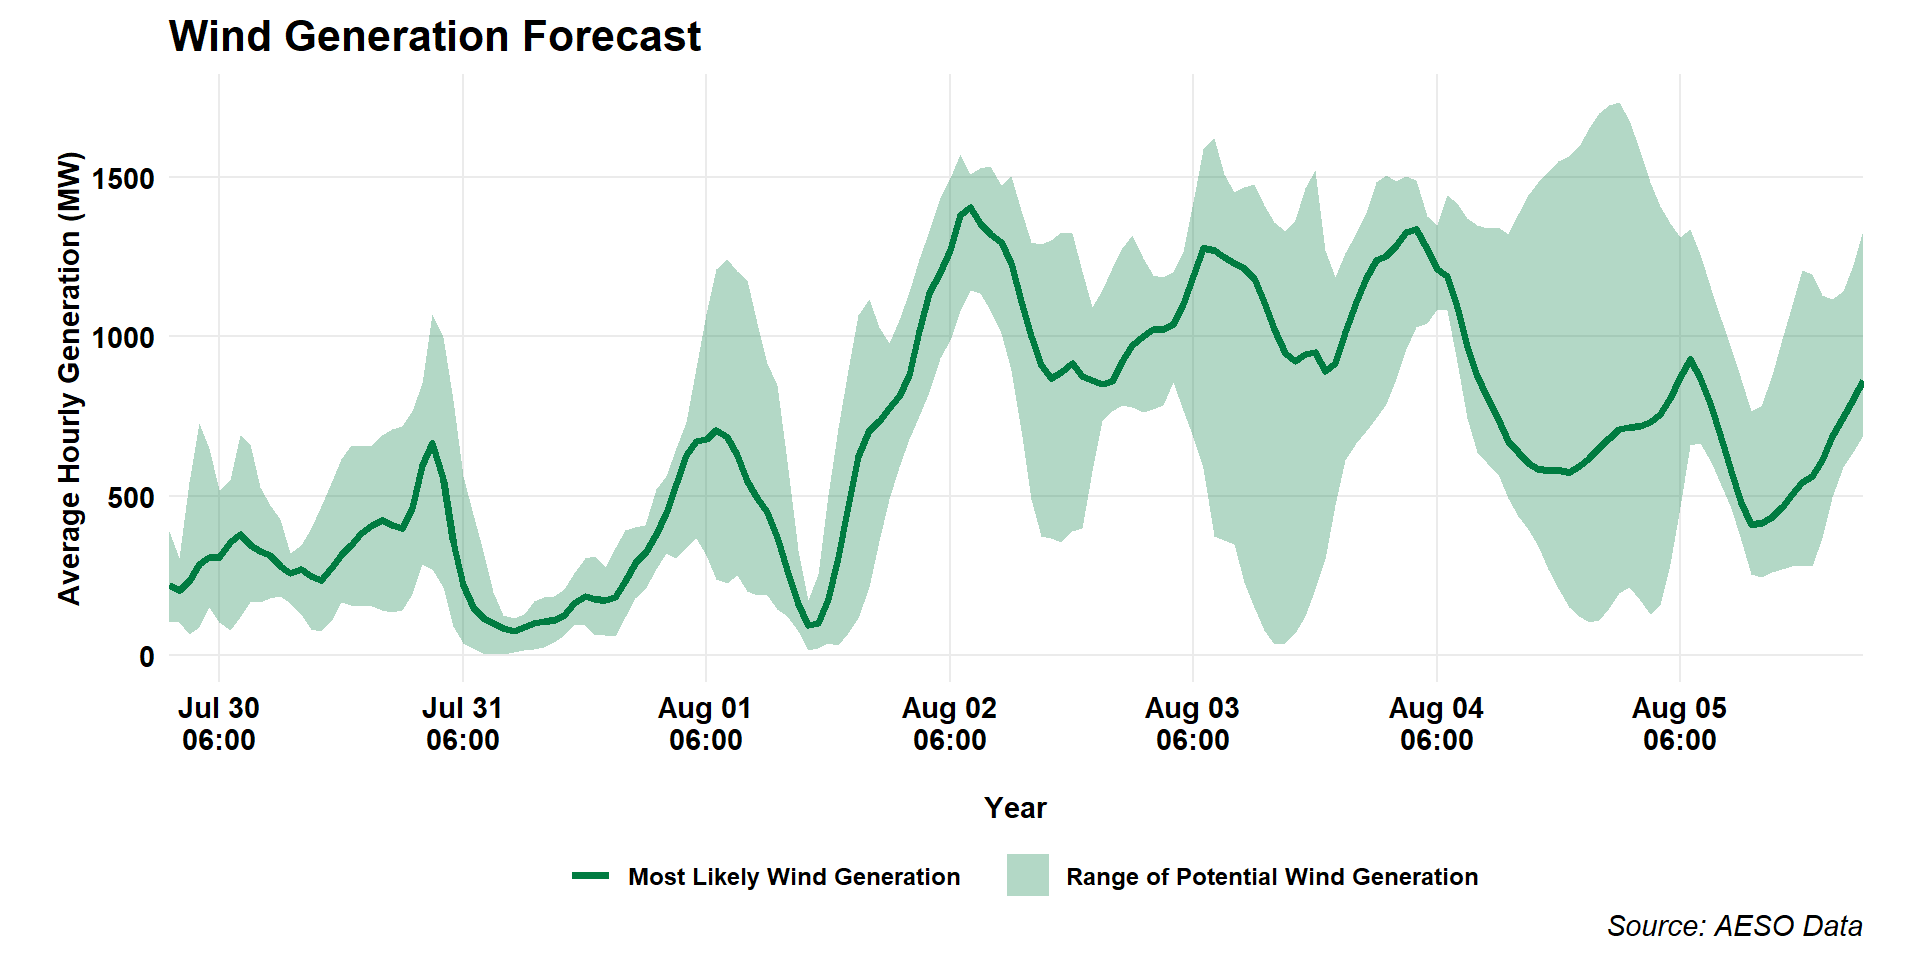 Wind Generation Forecast
Average Hourly Generation (MW)
1500
1000
500
0
Jul 30 Jul 31 Aug 01 Aug 02 Aug 03 Aug 04 Aug 05
06:00 06:00 06:00 06:00 06:00 06:00 06:00
Year
Most Likely Wind Generation Range of Potential Wind Generation
Source: AESO Data